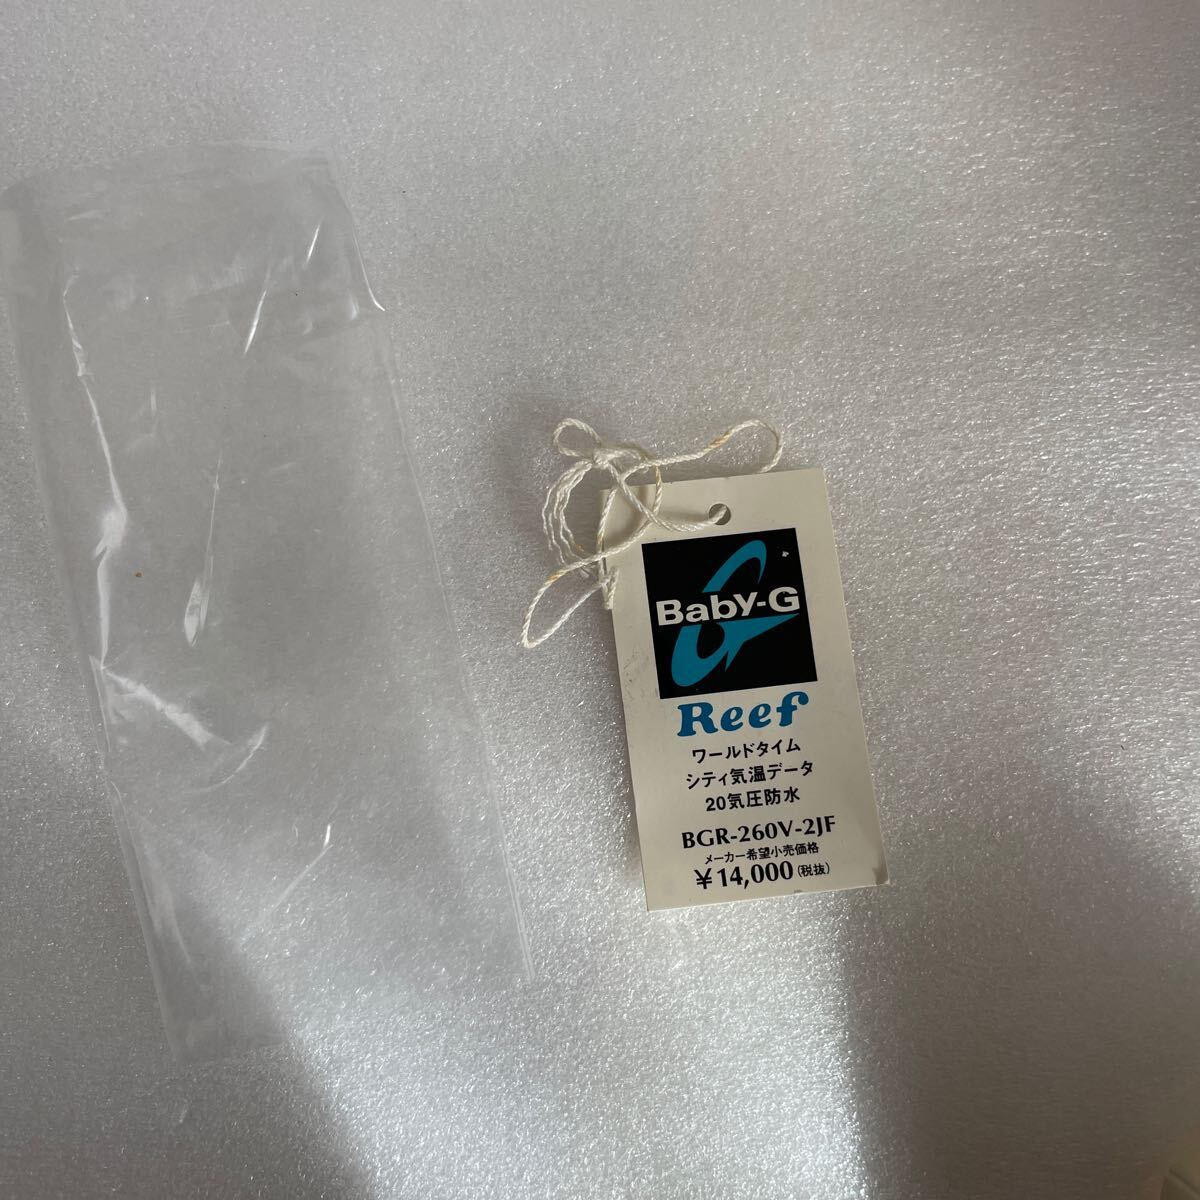 Baby-G
Reef
ワールドタイム
シティ気温データ
20気圧防水
BGR-260V-2JF
メーカー希望小売価格
¥14,000(税抜)